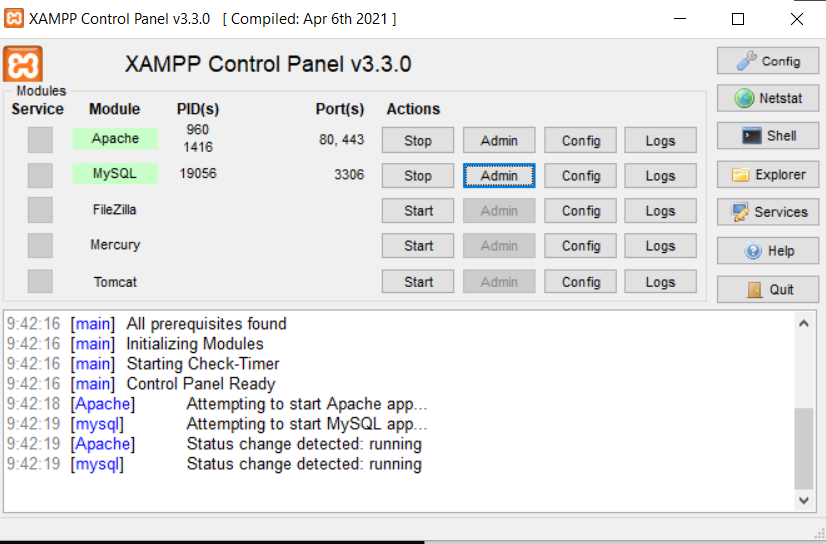 XAMPP Control Panel v3.3.0   [ Compiled: Apr 6th 2021 ]
XAMPP Control Panel v3.3.0
Config
Modules
Service Module PID(s) Port(s) Actions
Netstat
Apache 960 1416 80, 443 Stop Admin Config Logs
Shell
MySQL 19056 3306 Stop Admin Config Logs
Explorer
FileZilla Start Admin Config Logs
Services
Mercury Start Admin Config Logs
Help
Tomcat Start Admin Config Logs
Quit
9:42:16 [main] All prerequisites found
9:42:16 [main] Initializing Modules
9:42:16 [main] Starting Check-Timer
9:42:16 [main] Control Panel Ready
9:42:18 [Apache] Attempting to start Apache app...
9:42:19 [mysql] Attempting to start MySQL app...
9:42:19 [Apache] Status change detected: running
9:42:19 [mysql] Status change detected: running